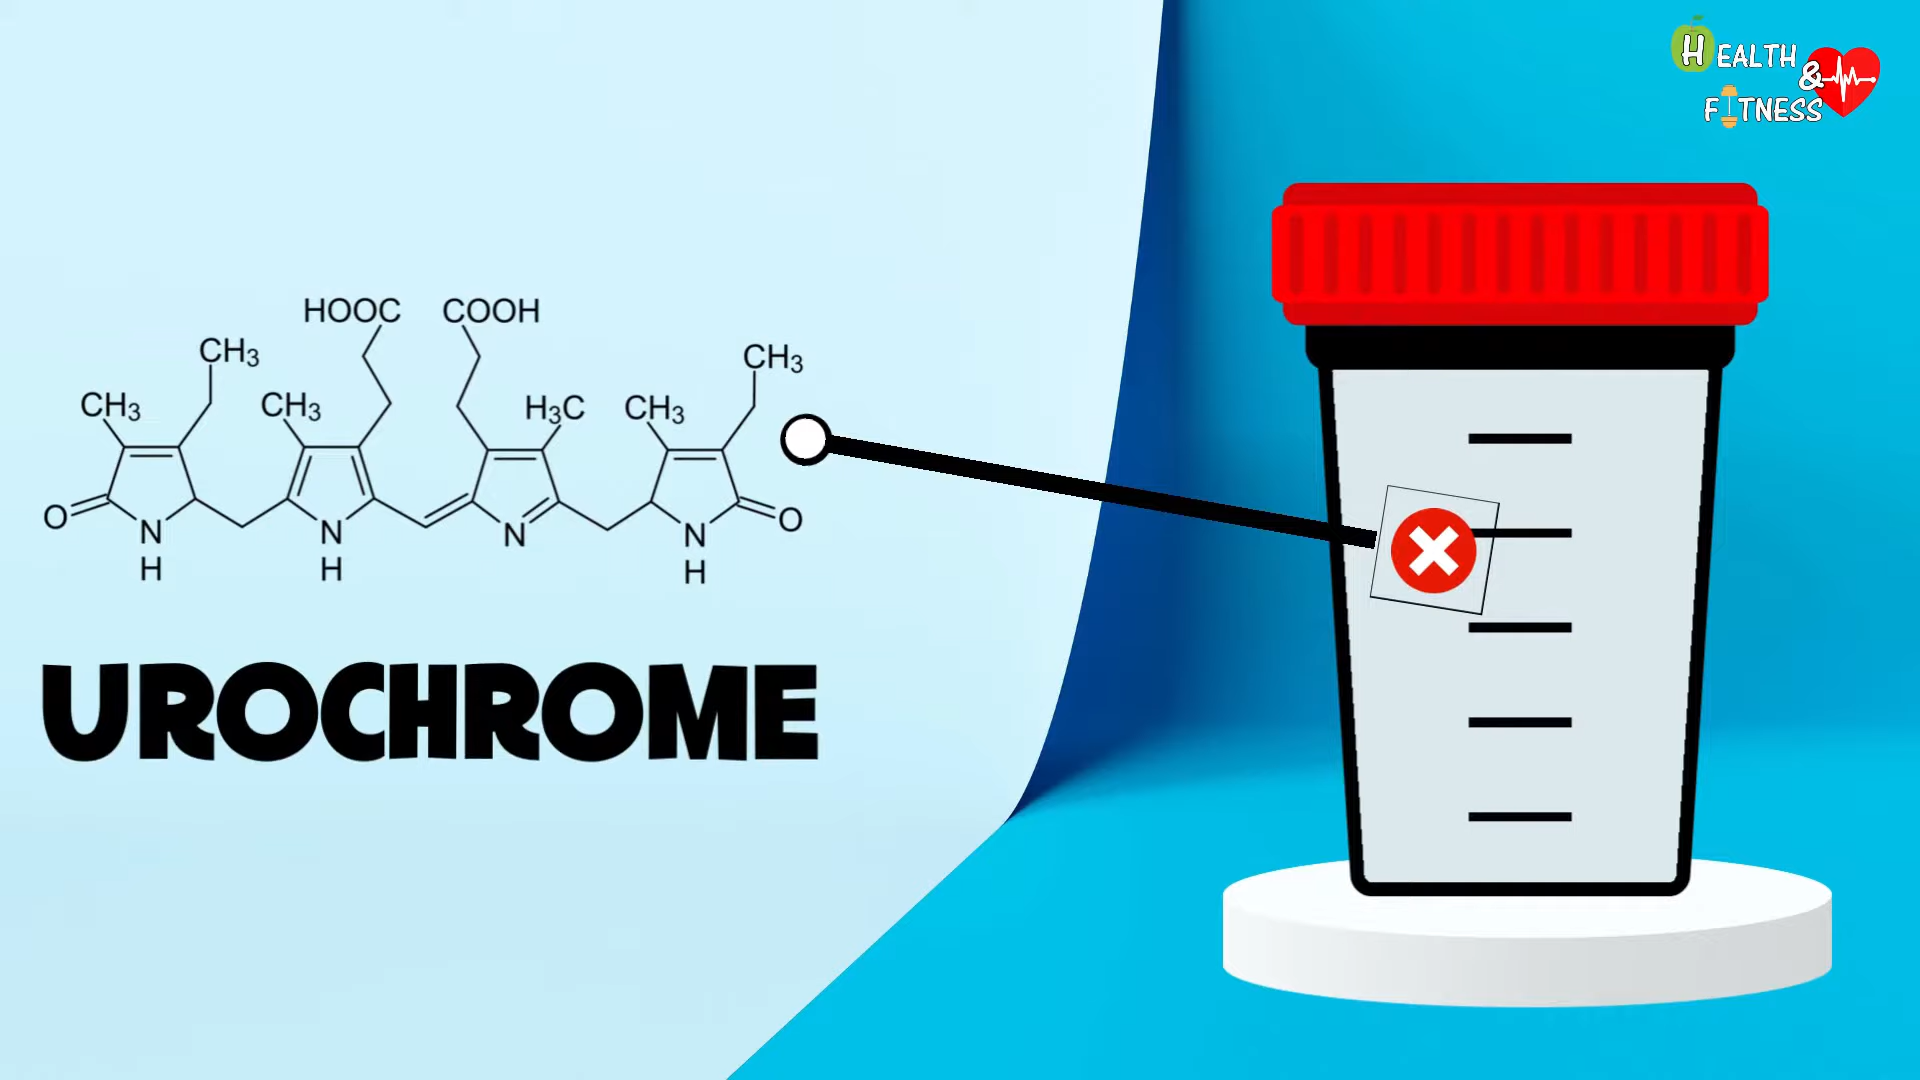 HEALTH
&
FITNESS
HOOC COOH
CH3 CH3
CH3 CH3 H3C CH3
O N N N N O
H H H
UROCHROME